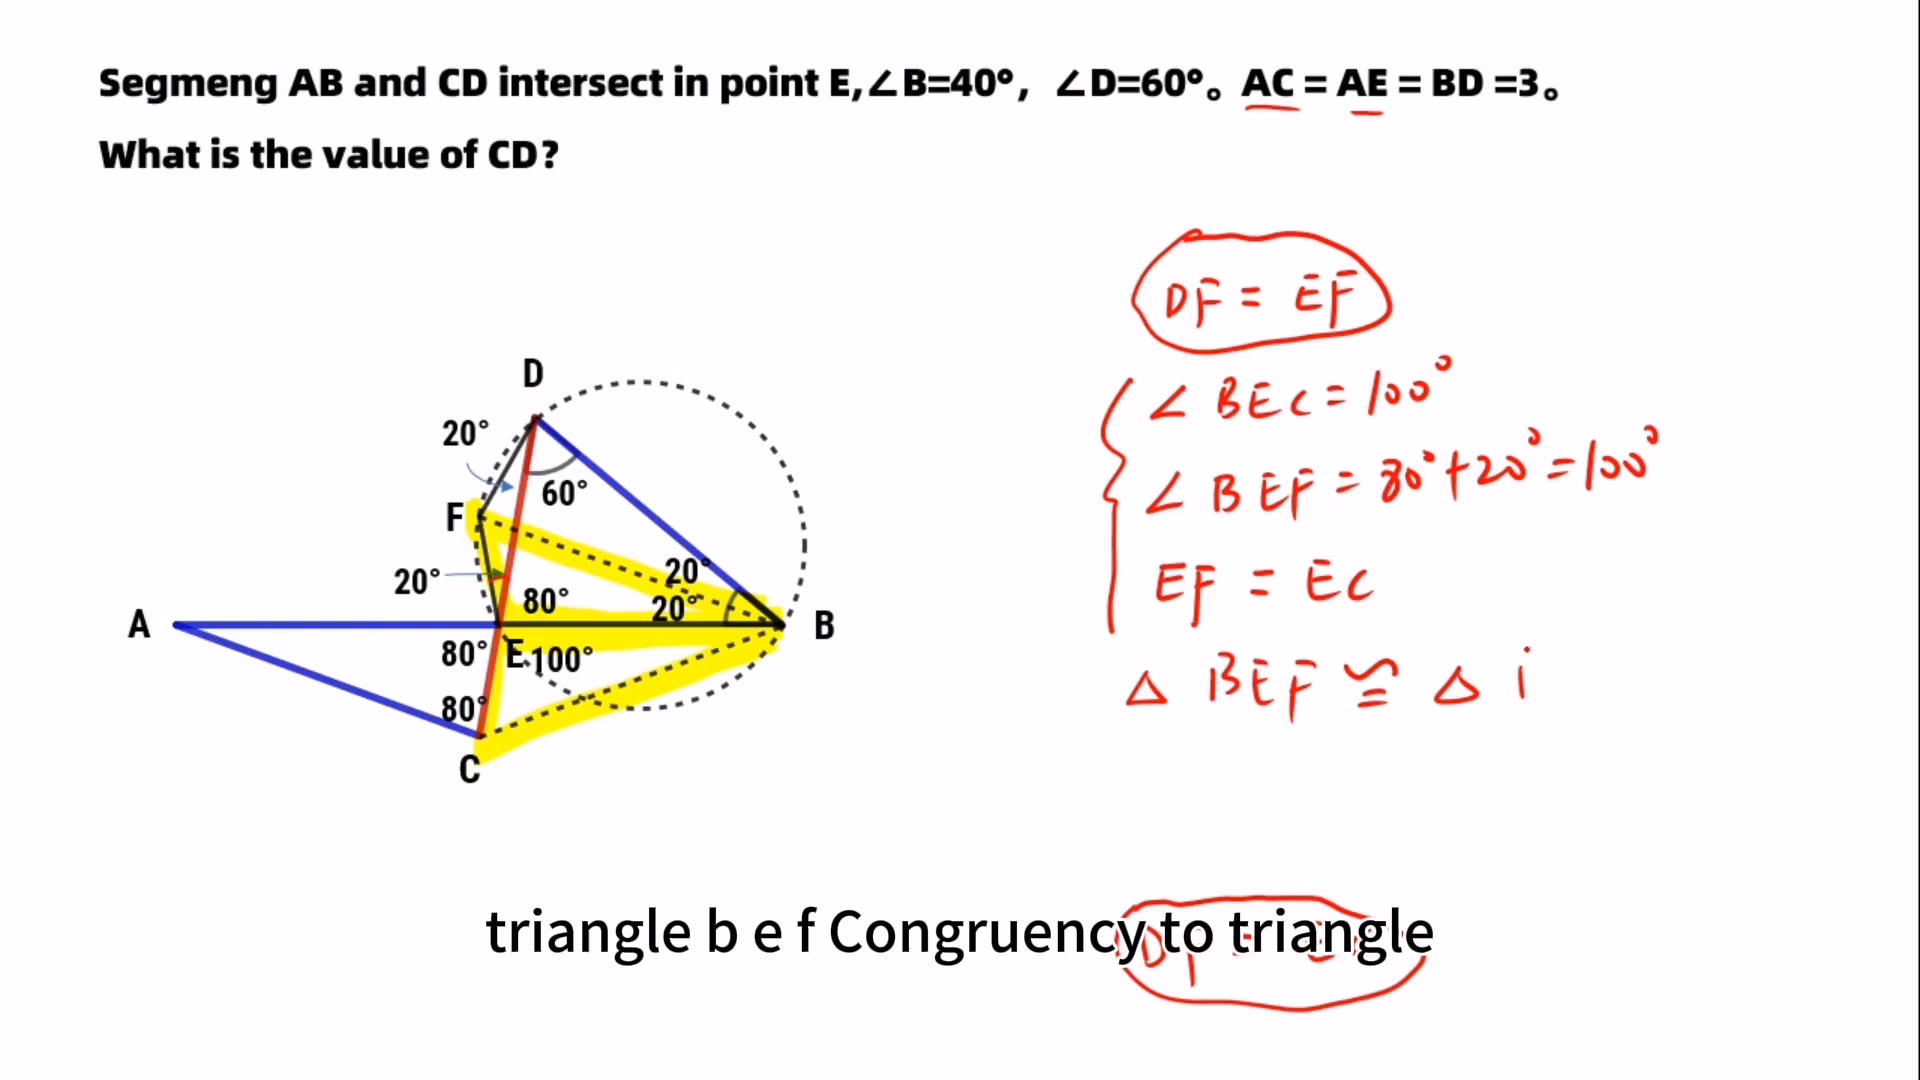 Segmeng AB and CD intersect in point E,∠B=40°, ∠D=60°。AC = AE = BD =3。
What is the value of CD?
DF = EF
D
∠ BEC = 100°
20°
∠ BEF = 80°+20°=100°
60°
F
20°
20°
EF = EC
80°
20°
A
B
80°
E
100°
△ BEF ≌ △ i
80°
C
triangle b e f Congruency to triangle